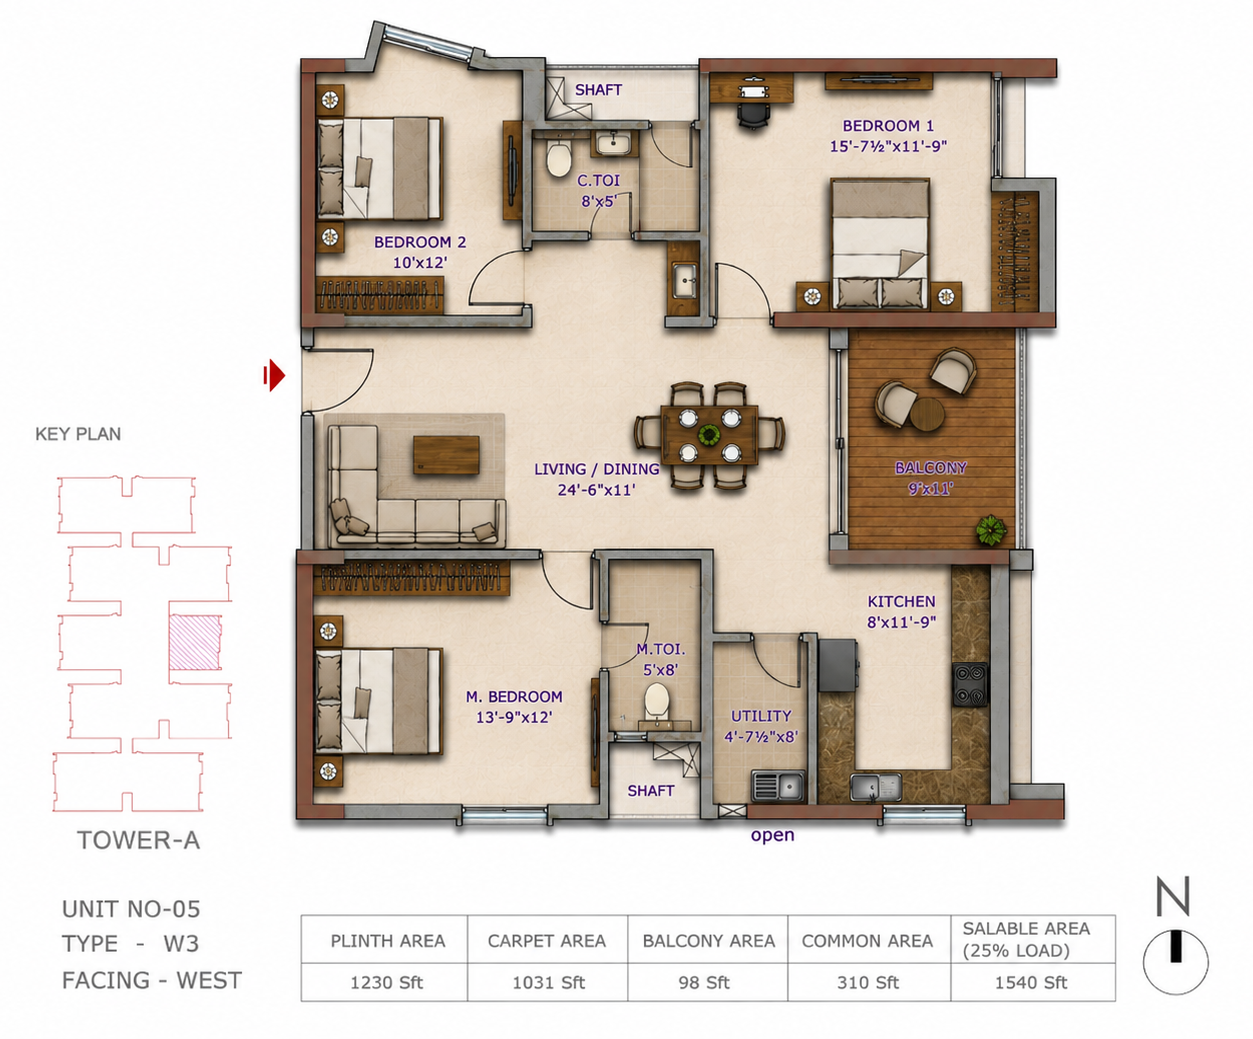 SHAFT
BEDROOM 1
15'-7½"x11'-9"
C.TOI
8'x5'
BEDROOM 2
10'x12'
KEY PLAN
LIVING / DINING
24'-6"x11'
BALCONY
9'x11'
KITCHEN
8'x11'-9"
M.TOI.
5'x8'
M. BEDROOM
13'-9"x12'
UTILITY
4'-7½"x8'
SHAFT
open
TOWER-A
UNIT NO-05
TYPE - W3
FACING - WEST
PLINTH AREA CARPET AREA BALCONY AREA COMMON AREA SALABLE AREA
(25% LOAD)
1230 Sft 1031 Sft 98 Sft 310 Sft 1540 Sft
N